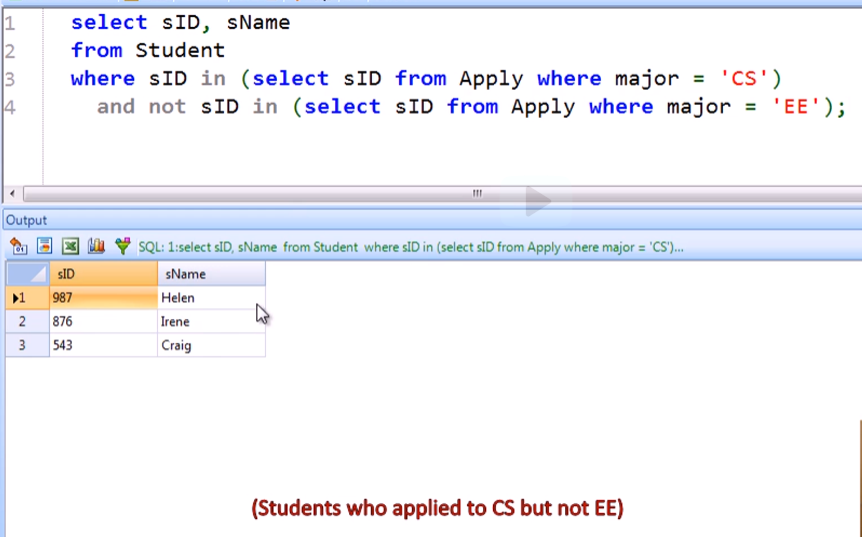 1 select sID, sName
2 from Student
3 where sID in (select sID from Apply where major = 'CS')
4 and not sID in (select sID from Apply where major = 'EE');
Output
SQL: 1:select sID, sName from Student where sID in (select sID from Apply where major = 'CS')...
sID sName
1 987 Helen
2 876 Irene
3 543 Craig
(Students who applied to CS but not EE)